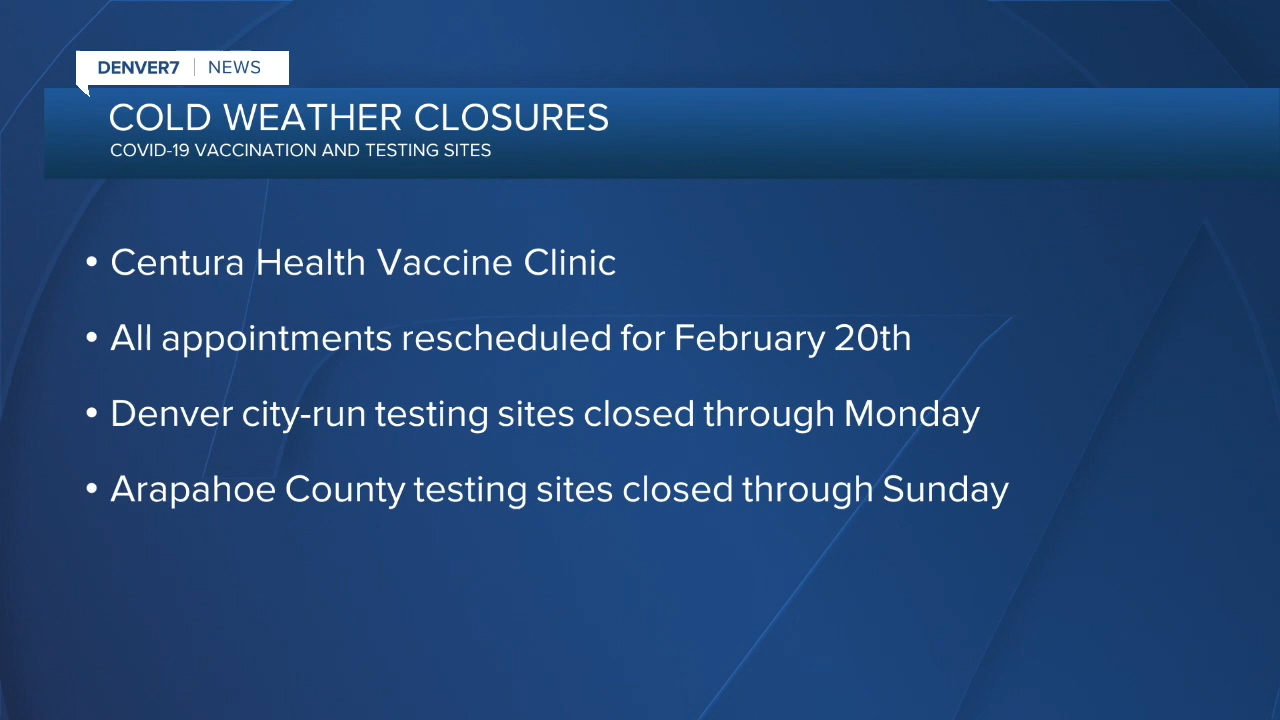 DENVER7 | NEWS
COLD WEATHER CLOSURES
COVID-19 VACCINATION AND TESTING SITES
• Centura Health Vaccine Clinic
• All appointments rescheduled for February 20th
• Denver city-run testing sites closed through Monday
• Arapahoe County testing sites closed through Sunday